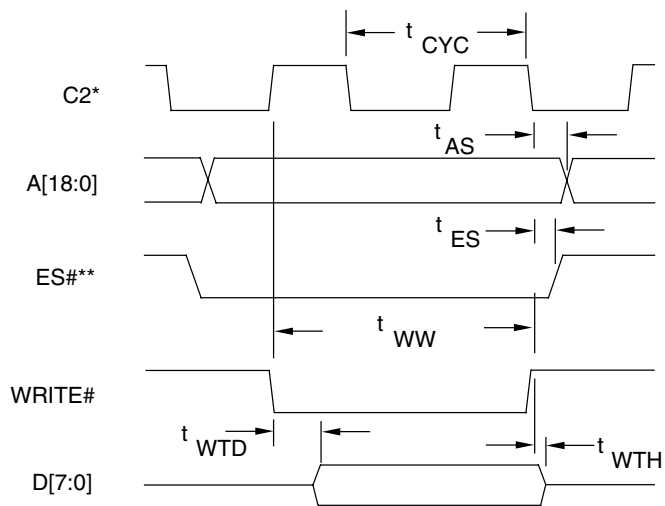 t CYC
C2*
t AS
A[18:0]
t ES
ES#**
t WW
WRITE#
t WTD
t WTH
D[7:0]